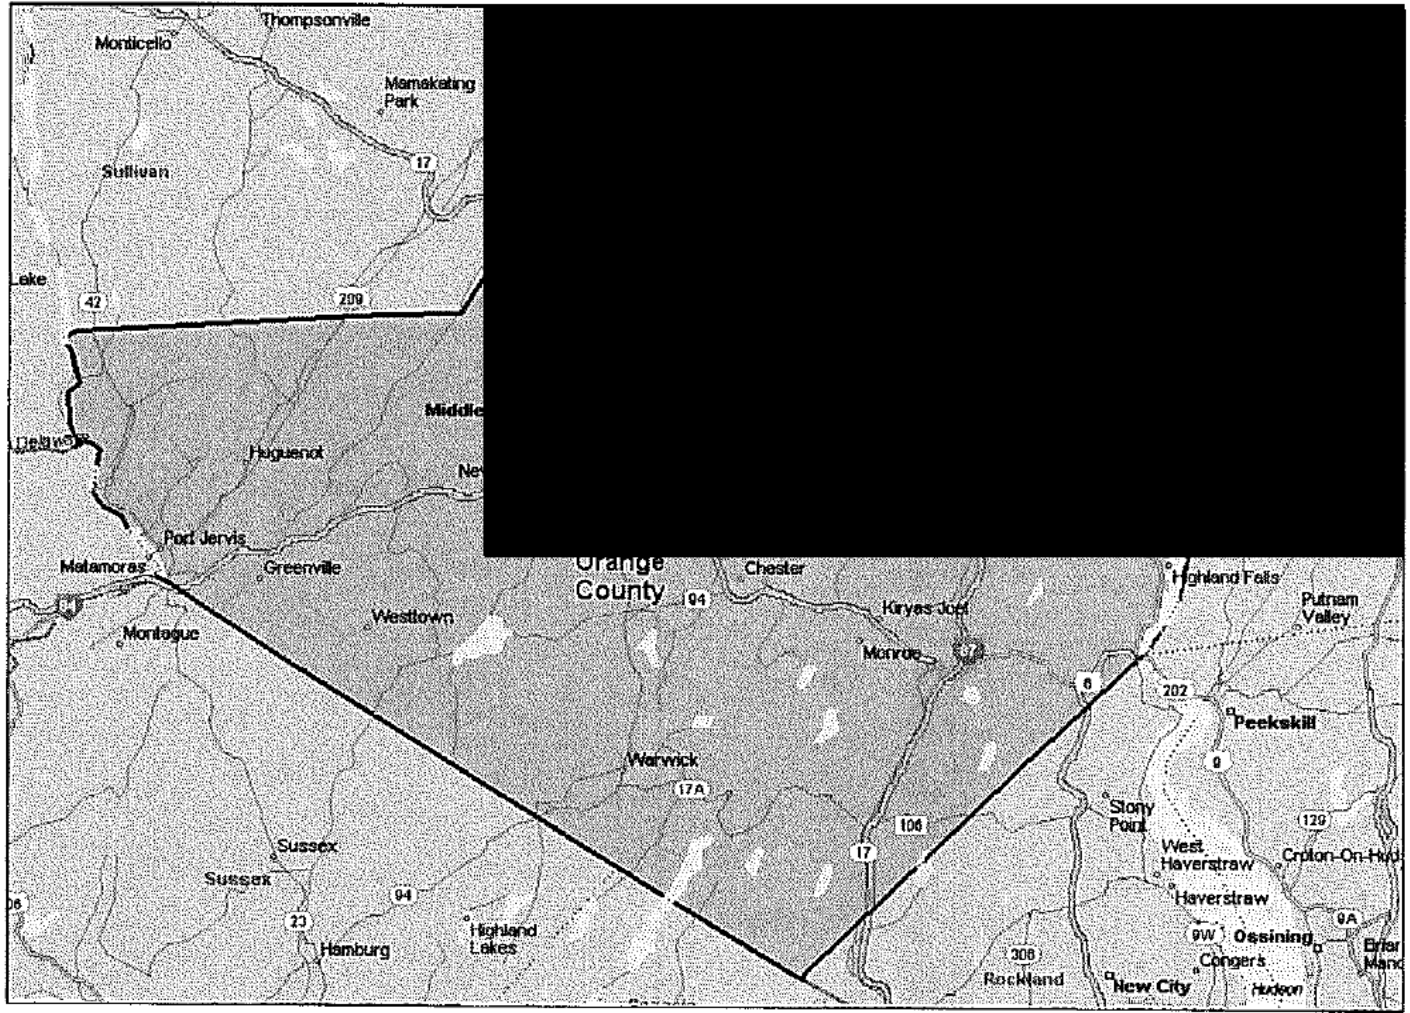 Thompsonville
Monticello
Mamakating
Park
17
Sullivan
Lake
42
209
Middle
Huguenot
New
Port Jervis
Matamoras
Greenville
Orange
County
Chester
Highland Falls
94
Kiryas Joel
Putnam
Valley
Westtown
Montague
Monroe
6
202
Peekskill
9
Warwick
17A
Stony
Point
106
129
17
West
Haverstraw
Croton-On-Hud
Sussex
Sussex
Haverstraw
94
23
Highland
Lakes
Hamburg
9W
Ossining
9A
Briar
Mano
306
Congers
Rockland
New City
Hudson